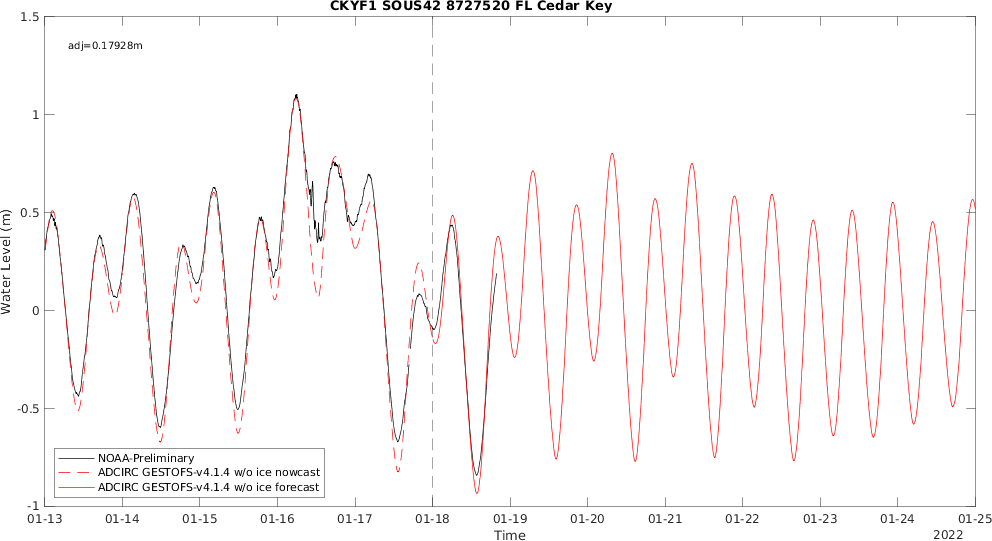 CKYF1 SOUS42 8727520 FL Cedar Key
adj=0.17928m
Water Level (m)
1.5
1
0.5
0
-0.5
-1
NOAA-Preliminary
ADCIRC GESTOFS-v4.1.4 w/o ice nowcast
ADCIRC GESTOFS-v4.1.4 w/o ice forecast
01-13 01-14 01-15 01-16 01-17 01-18 01-19 01-20 01-21 01-22 01-23 01-24 01-25
Time
2022